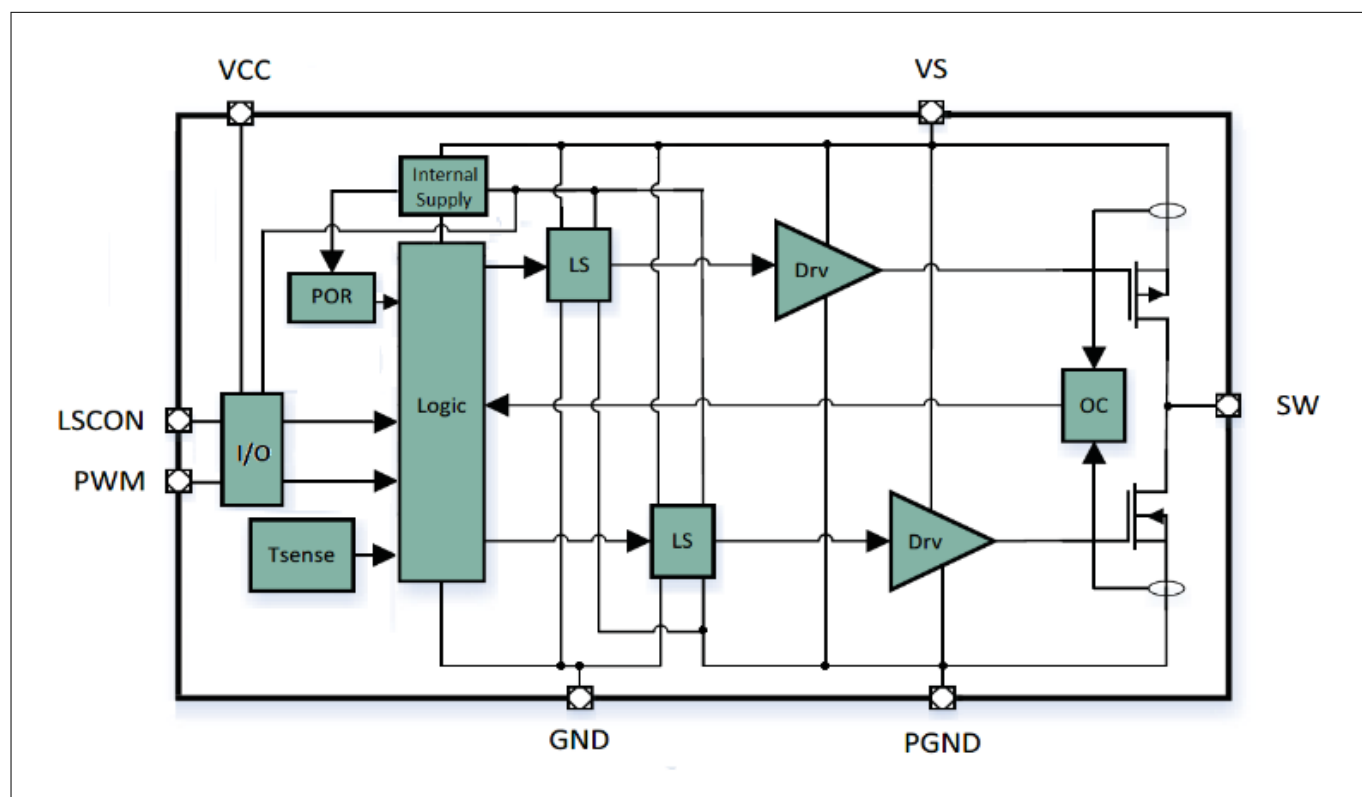 VCC
VS
Internal
Supply
LS
Drv
POR
Logic
OC
SW
LSCON
I/O
PWM
Tsense
LS
Drv
GND
PGND